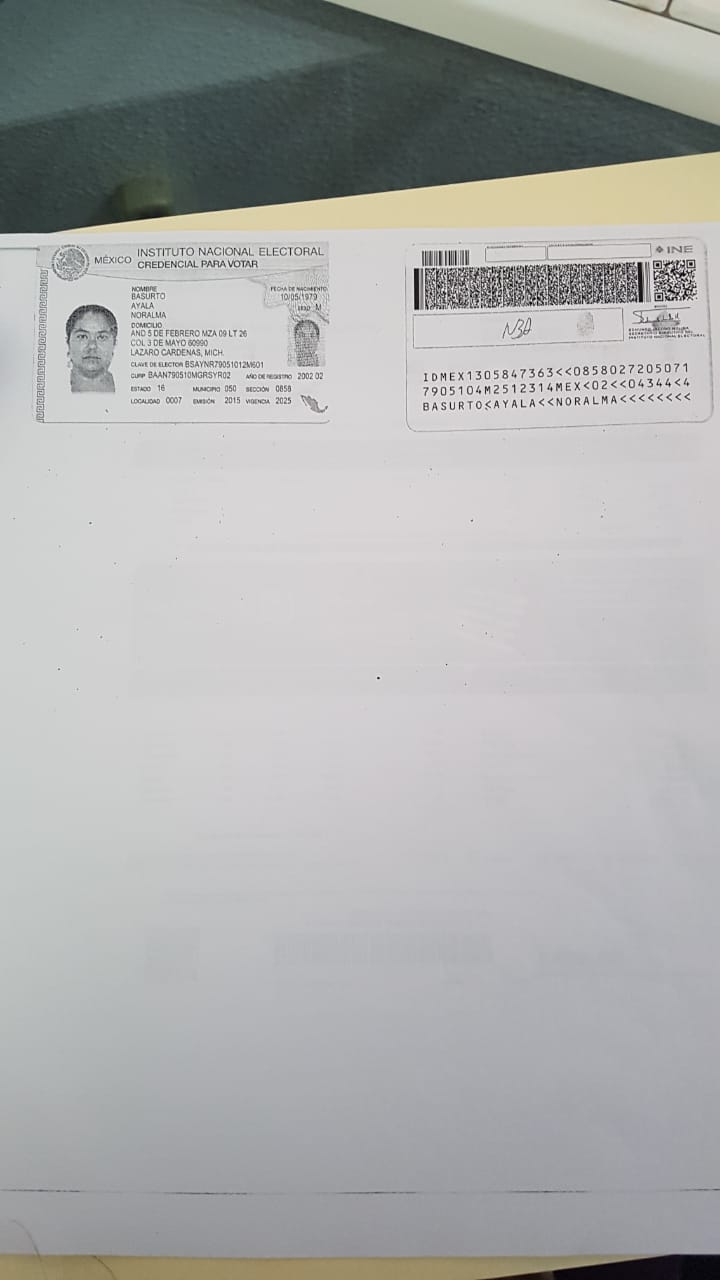 MÉXICO
INSTITUTO NACIONAL ELECTORAL
CREDENCIAL PARA VOTAR
NOMBRE
BASURTO
AYALA
NORALMA
FECHA DE NACIMIENTO
10/05/1979
SEXO M
DOMICILIO
AND 5 DE FEBRERO MZA 09 LT 26
COL 3 DE MAYO 60990
LAZARO CARDENAS, MICH.
CLAVE DE ELECTOR BSAYNR79051012M601
CURP BAAN790510MGRSYR02 AÑO DE REGISTRO 2002 02
ESTADO 16 MUNICIPIO 050 SECCIÓN 0858
LOCALIDAD 0007 EMISIÓN 2015 VIGENCIA 2025
INE
IDMEX1305847363<<0858027205071
7905104M2512314MEX<02<<04344<4
BASURTO<AYALA<<NORALMA<<<<<<<<